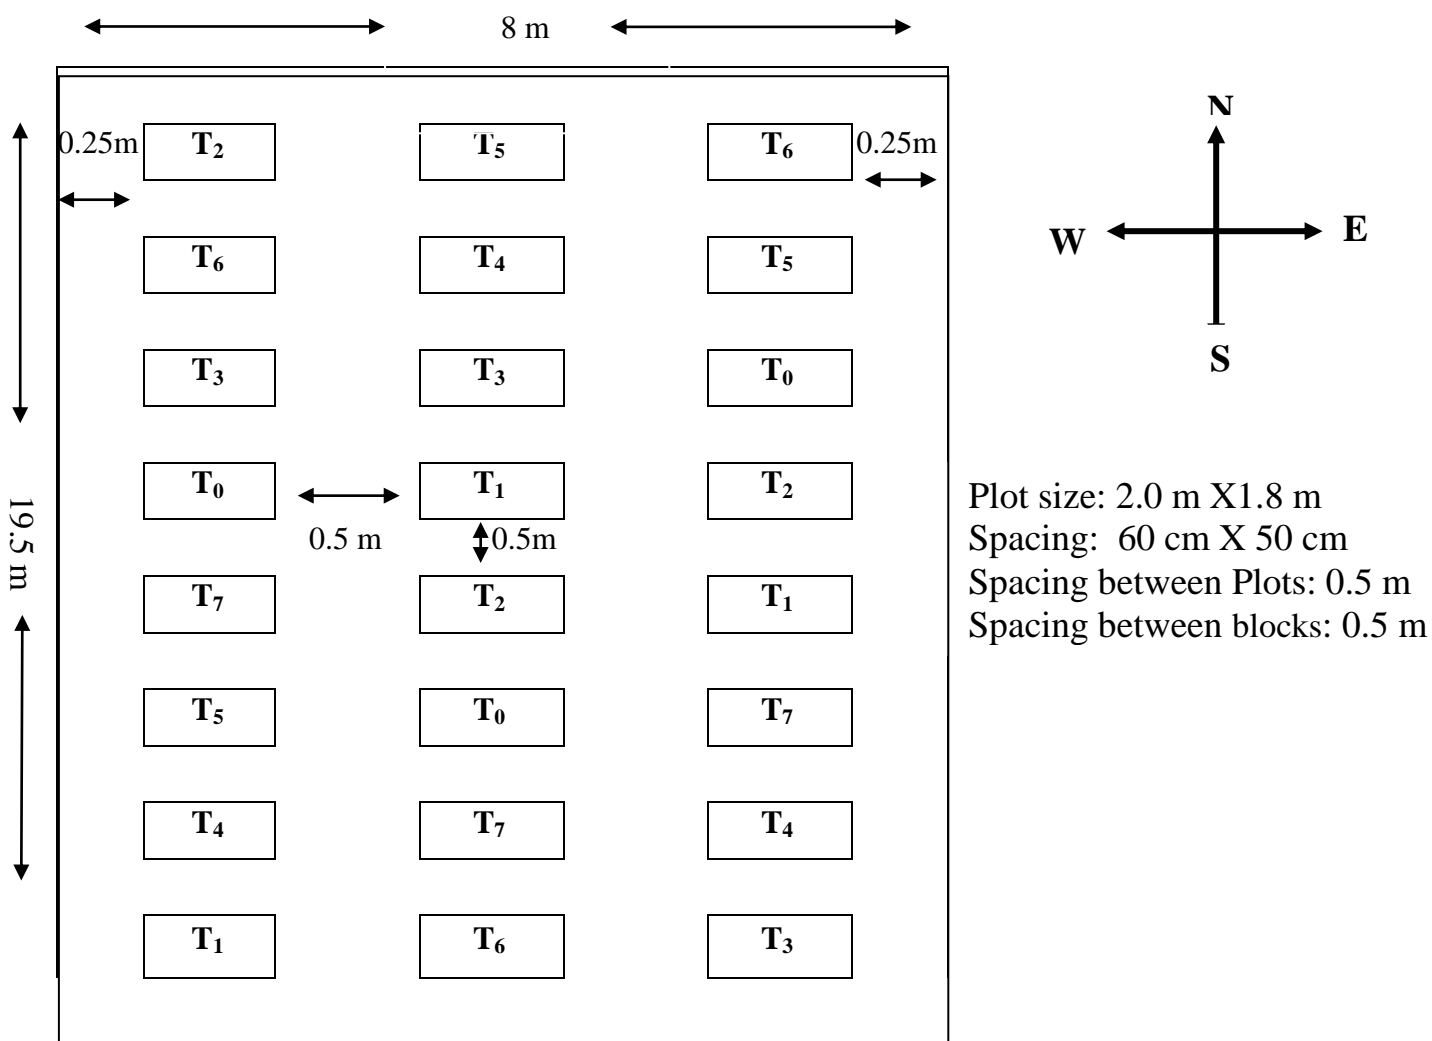 8 m
N
0.25m T₂ T₅ T₆ 0.25m
T₆ T₄ T₅
W E
T₃ T₃ T₀
S
T₀ T₁ T₂
0.5 m 0.5m
19.5 m
Plot size: 2.0 m X1.8 m
Spacing: 60 cm X 50 cm
Spacing between Plots: 0.5 m
Spacing between blocks: 0.5 m
T₇ T₂ T₁
T₅ T₀ T₇
T₄ T₇ T₄
T₁ T₆ T₃